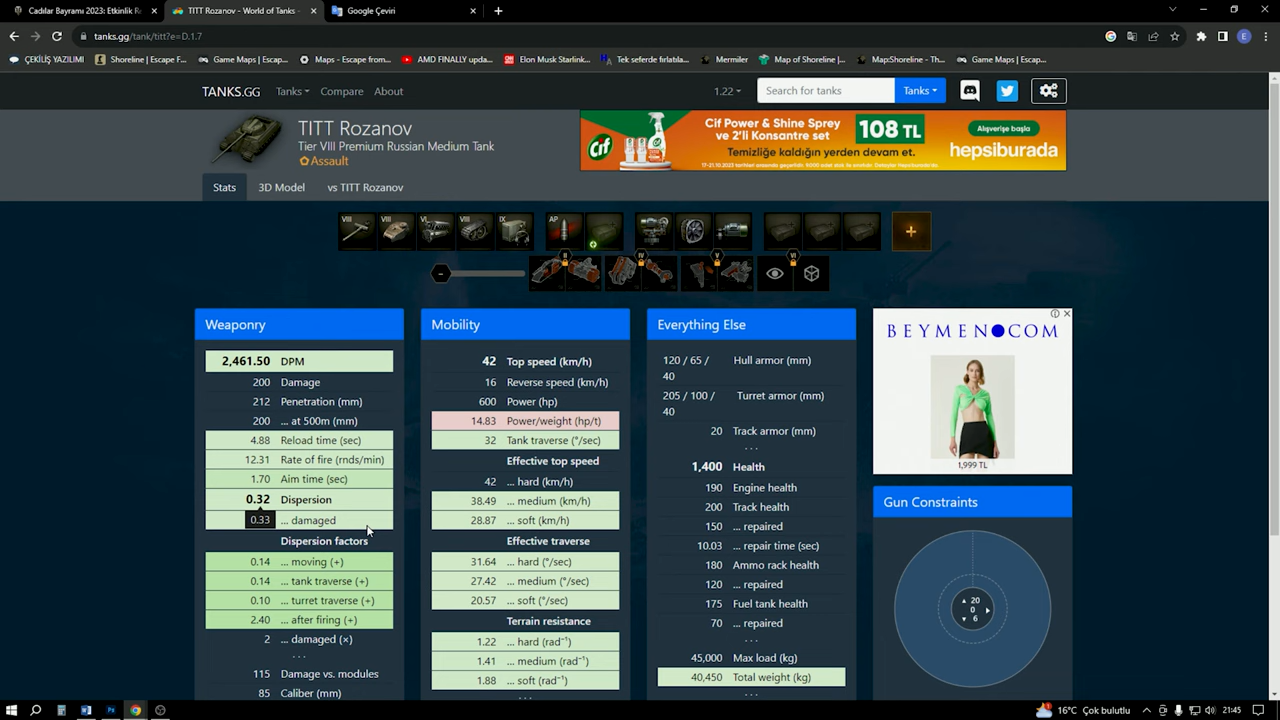 Cadılar Bayramı 2023: Etkinlik R
TITT Rozanov - World of Tanks -
Google Çeviri
tanks.gg/tank/titt?e=D.1.7
E
ÇEKİLİŞ YAYILIMI
Shoreline | Escape F...
Game Maps | Escap...
Maps - Escape from...
AMD FINALLY upda...
Elon Musk Starlink...
Tek seferde fırlatıla...
Mermiler
Map of Shoreline |...
Map:Shoreline - Th...
Game Maps | Esc...
TANKS.GG
Tanks
Compare
About
1.22
Search for tanks
Tanks
TITT Rozanov
Tier VIII Premium Russian Medium Tank
Assault
Cif
Cif Power & Shine Sprey
ve 2'li Konsantre set
Temizliğe kaldığın yerden devam et.
108 TL
Alışverişe başla
hepsiburada
Stats
3D Model
vs TITT Rozanov
VIII
VIII
VIII
IX
AP
II
IV
V
VI
Weaponry
2,461.50 DPM
200 Damage
212 Penetration (mm)
200 ... at 500m (mm)
4.88 Reload time (sec)
12.31 Rate of fire (rnds/min)
1.70 Aim time (sec)
0.32 Dispersion
0.33 ... damaged
Dispersion factors
0.14 ... moving (+)
0.14 ... tank traverse (+)
0.10 ... turret traverse (+)
2.40 ... after firing (+)
2 ... damaged (×)
...
115 Damage vs. modules
85 Caliber (mm)
Mobility
42 Top speed (km/h)
16 Reverse speed (km/h)
600 Power (hp)
14.83 Power/weight (hp/t)
32 Tank traverse (°/sec)
Effective top speed
42 ... hard (km/h)
38.49 ... medium (km/h)
28.87 ... soft (km/h)
Effective traverse
31.64 ... hard (°/sec)
27.42 ... medium (°/sec)
20.57 ... soft (°/sec)
Terrain resistance
1.22 ... hard (rad⁻¹)
1.41 ... medium (rad⁻¹)
1.88 ... soft (rad⁻¹)
...
Everything Else
120 / 65 / 40 Hull armor (mm)
205 / 100 / 40 Turret armor (mm)
20 Track armor (mm)
...
1,400 Health
190 Engine health
200 Track health
150 ... repaired
10.03 ... repair time (sec)
180 Ammo rack health
120 ... repaired
175 Fuel tank health
70 ... repaired
...
45,000 Max load (kg)
40,450 Total weight (kg)
...
BEYMEN COM
1,999 TL
Gun Constraints
20
0
6
16°C Çok bulutlu
21:45